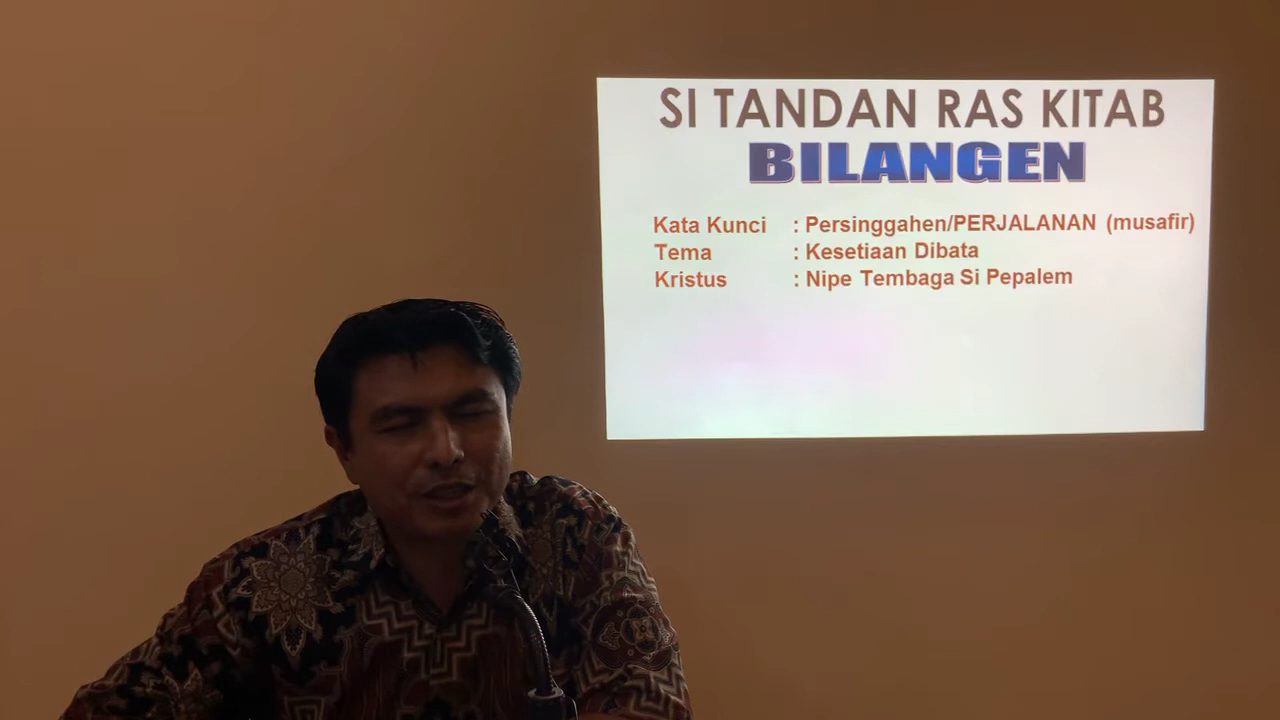 SI TANDAN RAS KITAB
BILANGEN
Kata Kunci : Persinggahen/PERJALANAN (musafir)
Tema : Kesetiaan Dibata
Kristus : Nipe Tembaga Si Pepalem